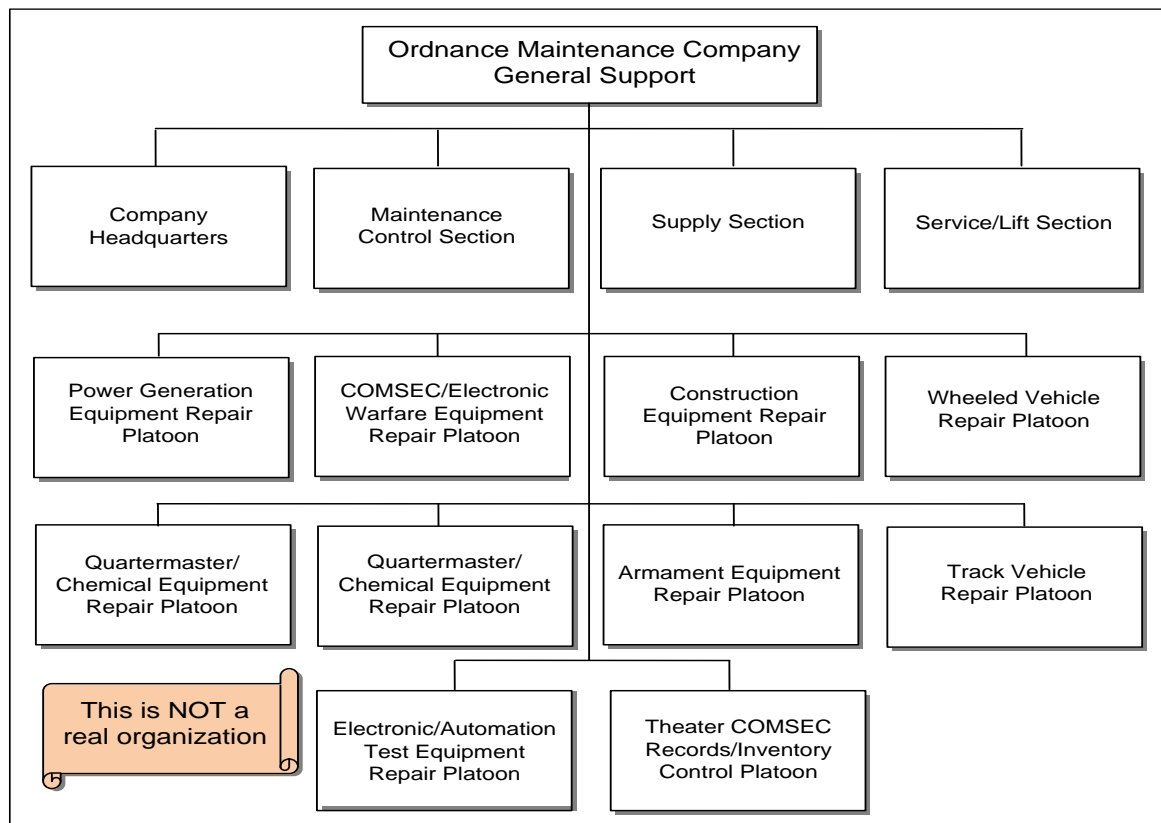 Ordnance Maintenance Company
General Support
Company
Headquarters
Maintenance
Control Section
Supply Section
Service/Lift Section
Power Generation
Equipment Repair
Platoon
COMSEC/Electronic
Warfare Equipment
Repair Platoon
Construction
Equipment Repair
Platoon
Wheeled Vehicle
Repair Platoon
Quartermaster/
Chemical Equipment
Repair Platoon
Quartermaster/
Chemical Equipment
Repair Platoon
Armament Equipment
Repair Platoon
Track Vehicle
Repair Platoon
This is NOT a
real organization
Electronic/Automation
Test Equipment
Repair Platoon
Theater COMSEC
Records/Inventory
Control Platoon